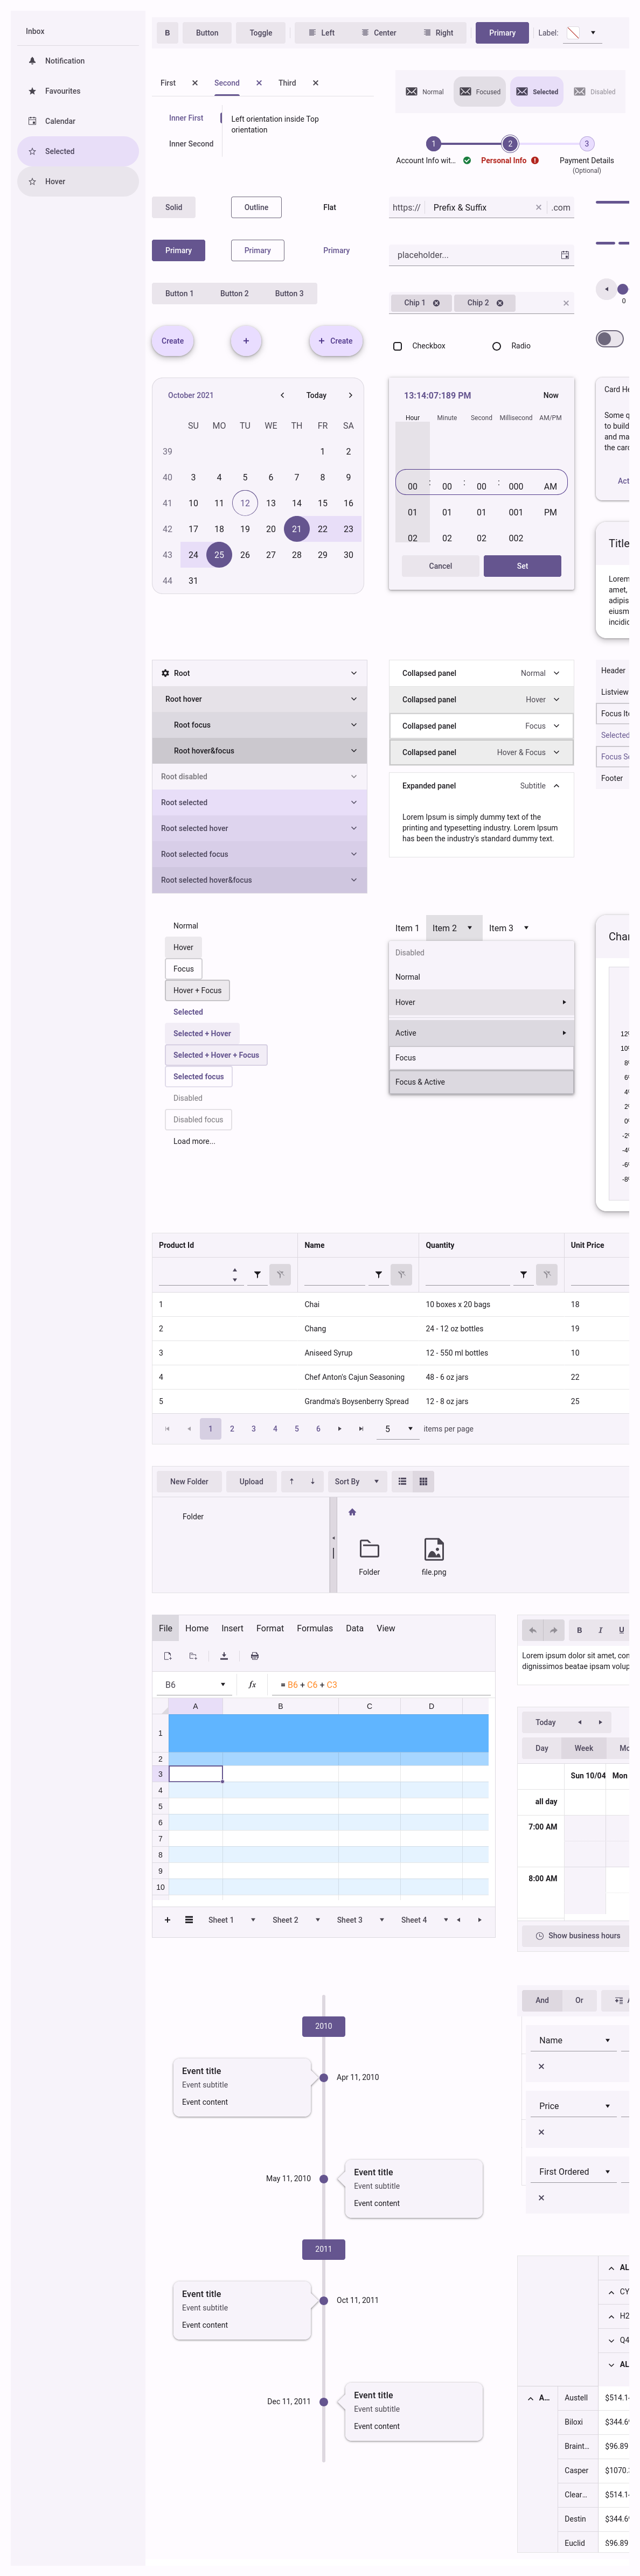 Inbox
Notification
Favourites
Calendar
Selected
Hover
B Button Toggle Left Center Right Primary Label:
First Second Third
Inner First
Inner Second
Left orientation inside Top
orientation
Normal Focused Selected Disabled
1 2 3
Account Info wit... Personal Info Payment Details
(Optional)
Solid Outline Flat
Primary Primary Primary
Button 1 Button 2 Button 3
Create + + Create
https:// Prefix & Suffix .com
placeholder...
Chip 1 Chip 2
Checkbox Radio
0
October 2021 Today
SU MO TU WE TH FR SA
39 1 2
40 3 4 5 6 7 8 9
41 10 11 12 13 14 15 16
42 17 18 19 20 21 22 23
43 24 25 26 27 28 29 30
44 31
13:14:07:189 PM Now
Hour Minute Second Millisecond AM/PM
00 : 00 : 00 : 000 AM
01 01 01 001 PM
02 02 02 002
Cancel Set
Card He
Some q
to build
and ma
the car
Act
Title
Lorem
amet,
adipis
eiusm
incidid
Root
Root hover
Root focus
Root hover&focus
Root disabled
Root selected
Root selected hover
Root selected focus
Root selected hover&focus
Collapsed panel Normal
Collapsed panel Hover
Collapsed panel Focus
Collapsed panel Hover & Focus
Expanded panel Subtitle
Lorem Ipsum is simply dummy text of the
printing and typesetting industry. Lorem Ipsum
has been the industry's standard dummy text.
Header
Listview
Focus Ite
Selected
Focus Se
Footer
Normal
Hover
Focus
Hover + Focus
Selected
Selected + Hover
Selected + Hover + Focus
Selected focus
Disabled
Disabled focus
Load more...
Item 1 Item 2 Item 3
Disabled
Normal
Hover
Active
Focus
Focus & Active
Char
Product Id Name Quantity Unit Price
1 Chai 10 boxes x 20 bags 18
2 Chang 24 - 12 oz bottles 19
3 Aniseed Syrup 12 - 550 ml bottles 10
4 Chef Anton's Cajun Seasoning 48 - 6 oz jars 22
5 Grandma's Boysenberry Spread 12 - 8 oz jars 25
1 2 3 4 5 6 5 items per page
New Folder Upload Sort By
Folder
Folder file.png
File Home Insert Format Formulas Data View
B6 fx = B6 + C6 + C3
A B C D
1
2
3
4
5
6
7
8
9
10
Sheet 1 Sheet 2 Sheet 3 Sheet 4
B I U
Lorem ipsum dolor sit amet, con
dignissimos beatae ipsam volup
Today
Day Week Mo
Sun 10/04 Mon
all day
7:00 AM
8:00 AM
Show business hours
2010
Event title
Event subtitle
Event content
Apr 11, 2010
May 11, 2010
Event title
Event subtitle
Event content
2011
Event title
Event subtitle
Event content
Oct 11, 2011
Dec 11, 2011
Event title
Event subtitle
Event content
And Or
Name
Price
First Ordered
AL
CY
H2
Q4
AL
A... Austell $514.1
Biloxi $344.6
Braint... $96.89
Casper $1070.
Clear... $514.1
Destin $344.6
Euclid $96.89